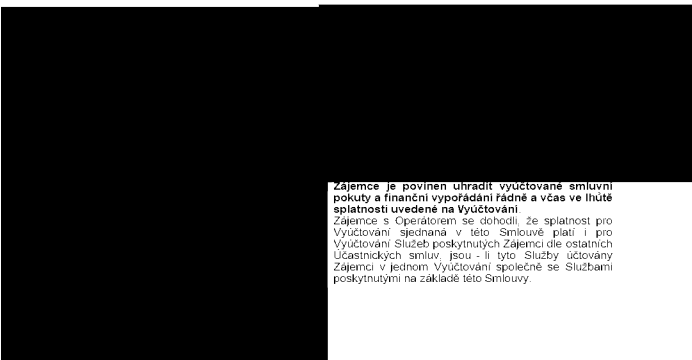 Zájemce je povinen uhradit vyúčtované smluvní
pokuty a finanční vypořádání řádně a včas ve lhůtě
splatnosti uvedené na Vyúčtování.
Zájemce s Operátorem se dohodli, že splatnost pro
Vyúčtování sjednaná v této Smlouvě platí i pro
Vyúčtování Služeb poskytnutých Zájemci dle ostatních
Účastnických smluv, jsou - li tyto Služby účtovány
Zájemci v jednom Vyúčtování společně se Službami
poskytnutými na základě této Smlouvy.